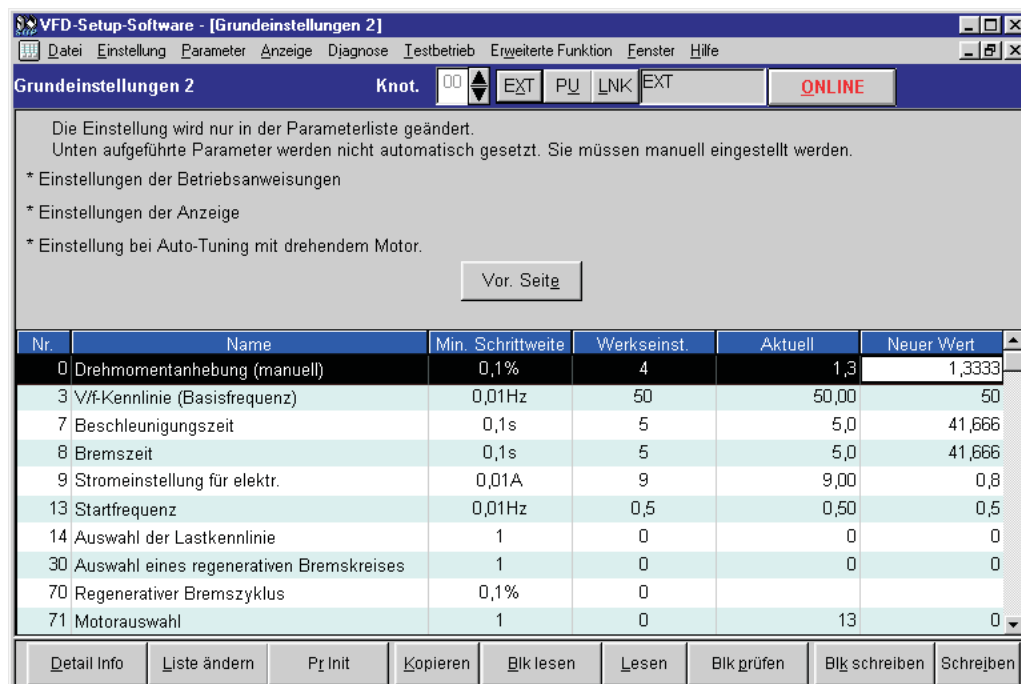 VFD-Setup-Software - [Grundeinstellungen 2]
Datei Einstellung Parameter Anzeige Djagnose Testbetrieb Erweiterte Funktion Fenster Hilfe
Grundeinstellungen 2 Knot. 00 EXT PU LNK EXT ONLINE
Die Einstellung wird nur in der Parameterliste geändert.
Unten aufgeführte Parameter werden nicht automatisch gesetzt. Sie müssen manuell eingestellt werden.
* Einstellungen der Betriebsanweisungen
* Einstellungen der Anzeige
* Einstellung bei Auto-Tuning mit drehendem Motor.
Vor. Seite
Nr. Name Min. Schrittweite Werkseinst. Aktuell Neuer Wert
0 Drehmomentanhebung (manuell) 0,1% 4 1,3 1,3333
3 V/f-Kennlinie (Basisfrequenz) 0,01Hz 50 50,00 50
7 Beschleunigungszeit 0,1s 5 5,0 41,666
8 Bremszeit 0,1s 5 5,0 41,666
9 Stromeinstellung für elektr. 0,01A 9 9,00 0,8
13 Startfrequenz 0,01Hz 0,5 0,50 0,5
14 Auswahl der Lastkennlinie 1 0 0 0
30 Auswahl eines regenerativen Bremskreises 1 0 0 0
70 Regenerativer Bremszyklus 0,1% 0
71 Motorauswahl 1 0 13 0
Detail Info Liste ändern Pr Init Kopieren Blk lesen Lesen Blk prüfen Blk schreiben Schreiben